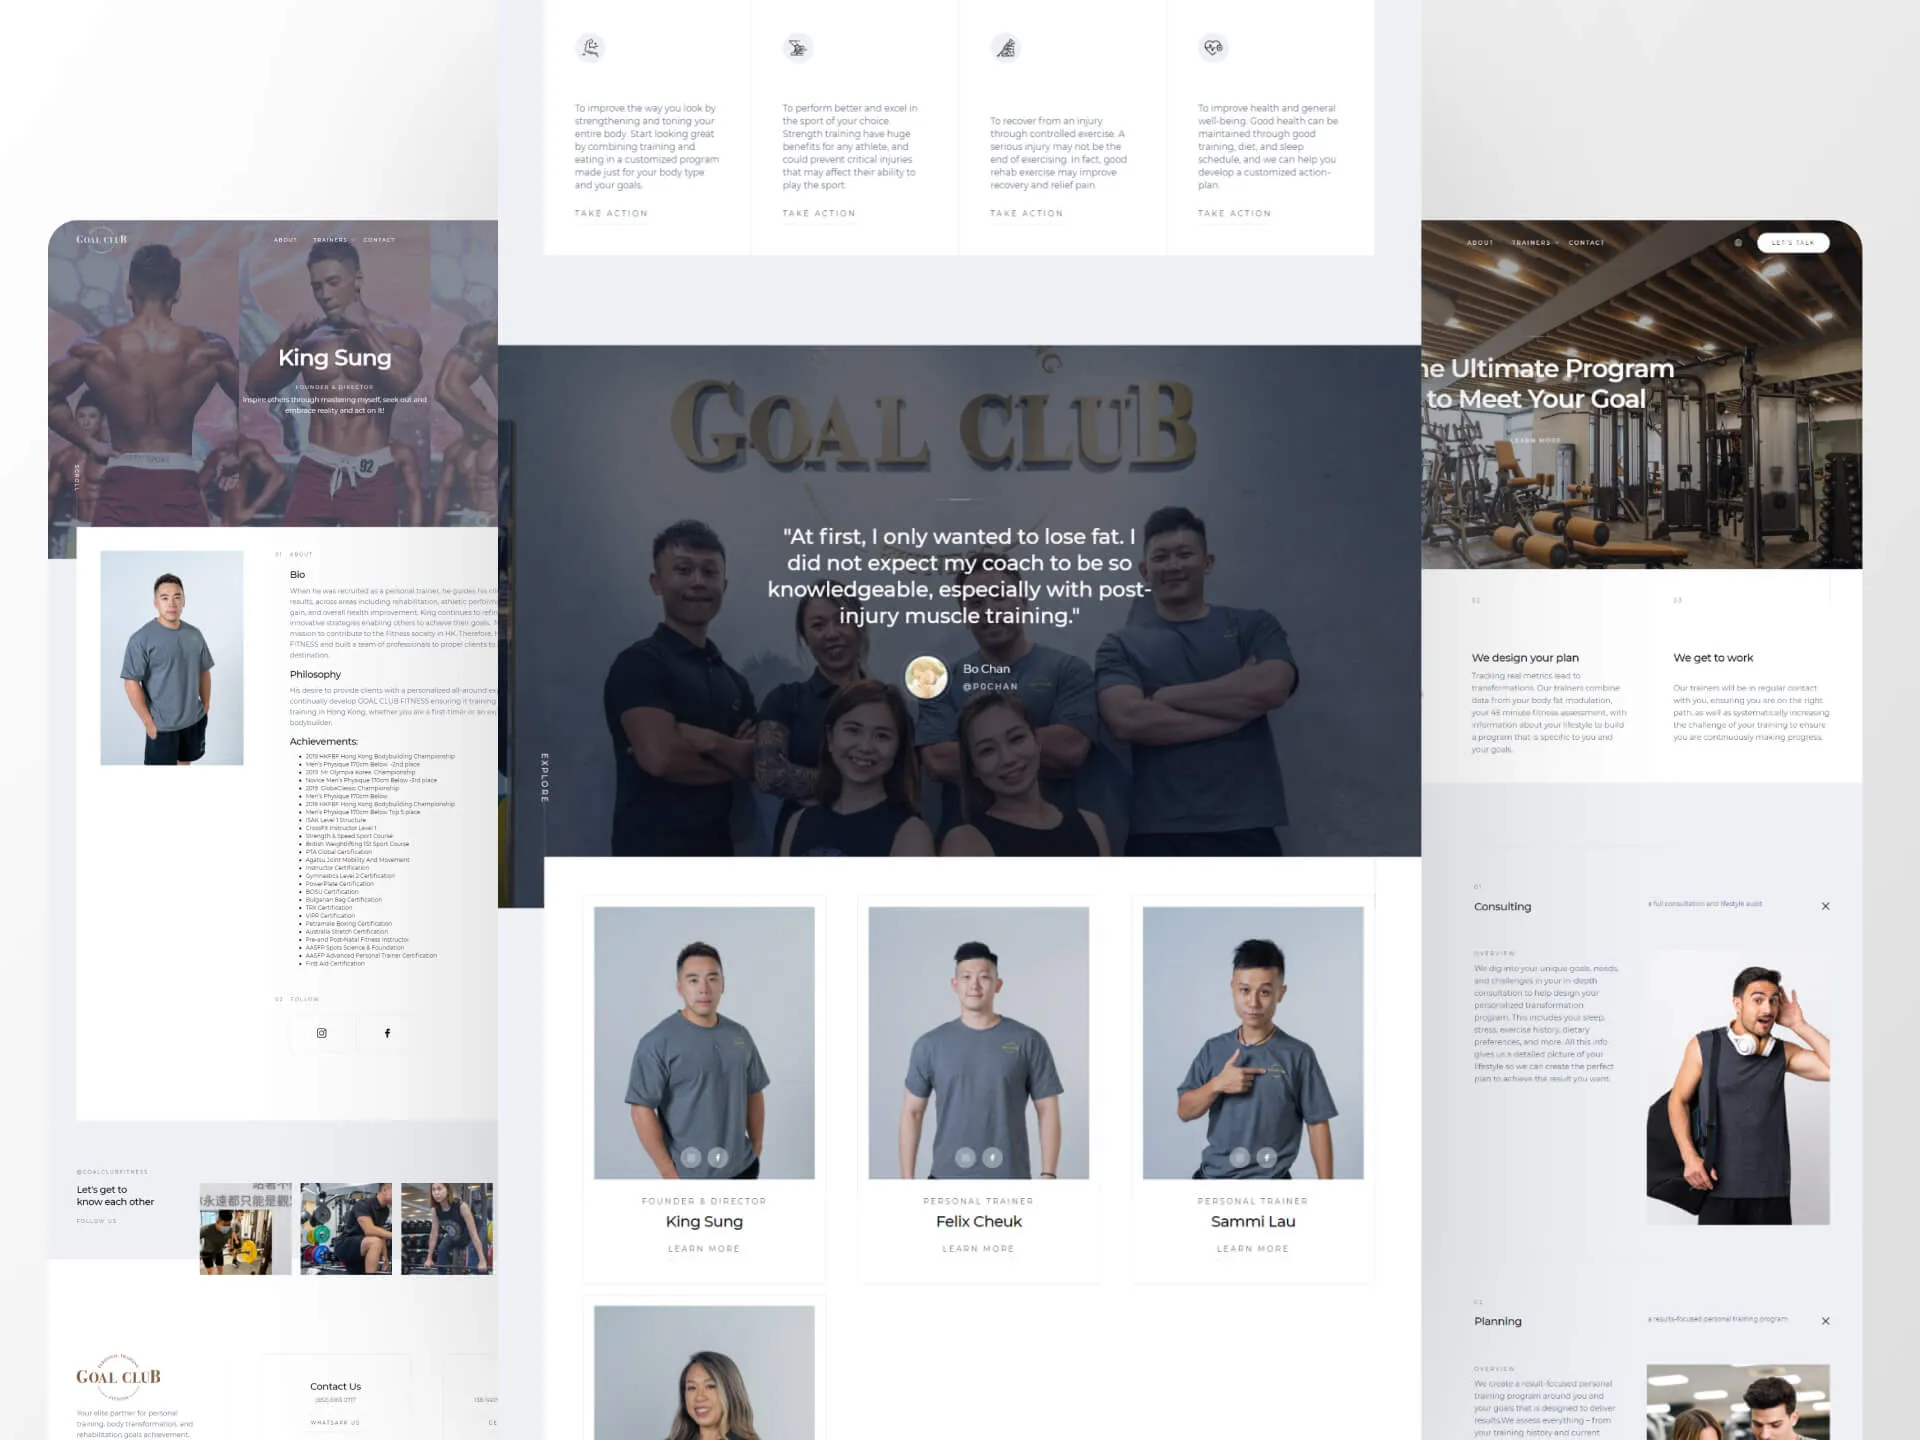 GOAL CLUB
ABOUT TRAINERS CONTACT
King Sung
FOUNDER & DIRECTOR
Inspire others through mastering myself, seek out and
embrace reality and act on it!
92
SCROLL
01 ABOUT
Bio
When he was recruited as a personal trainer, he guides his
results, across areas including rehabilitation, athletic
gain, and overall health improvement. King continues to
innovative strategies enabling others to achieve their goals.
mission to contribute to the Fitness society in HK. Therefore,
FITNESS and built a team of professionals to propel clients to
destination.
Philosophy
His desire to provide clients with a personalized all-around
continually develop GOAL CLUB FITNESS ensuring it training
training in Hong Kong, whether you are a first-timer or an
bodybuilder.
Achievements:
2019 HKFBF Hong Kong Bodybuilding Championship
Men's Physique 170cm Below -2nd place
2019 Mr Olympia Korea Championship
Novice Men's Physique 170cm Below -3rd place
2019 GlobeClassic Championship
Men's Physique 170cm Below
2018 HKFBF Hong Kong Bodybuilding Championship
Men's Physique 170cm Below Top 5 place
ISAK Level 1 Structure
CrossFit Instructor Level 1
Strength & Speed Sport Course
British Weightlifting 1St Sport Course
PTA Global Certification
Agatsu Joint Mobility And Movement
Instructor Certification
Gymnastics Level 2 Certification
PowerPlate Certification
BOSU Certification
Bulgarian Bag Certification
TRX Certification
ViPR Certification
Petramale Boxing Certification
Australia Stretch Certification
Pre-and Post-Natal Fitness Instructor
AASFP Spots Science & Foundation
AASFP Advanced Personal Trainer Certification
First Aid Certification
02 FOLLOW
@GOALCLUBFITNESS
Let's get to
know each other
FOLLOW US
永遠都只能是觀
PERSONAL TRAINING
GOAL CLUB
FITNESS
Your elite partner for personal
training, body transformation, and
rehabilitation goals achievement.
Contact Us
WHATSAPP US
To improve the way you look by
strengthening and toning your
entire body. Start looking great
by combining training and
eating in a customized program
made just for your body type
and your goals.
TAKE ACTION
To perform better and excel in
the sport of your choice.
Strength training have huge
benefits for any athlete, and
could prevent critical injuries
that may affect their ability to
play the sport.
TAKE ACTION
To recover from an injury
through controlled exercise. A
serious injury may not be the
end of exercising. In fact, good
rehab exercise may improve
recovery and relief pain.
TAKE ACTION
To improve health and general
well-being. Good health can be
maintained through good
training, diet, and sleep
schedule, and we can help you
develop a customized action-
plan.
TAKE ACTION
GOAL CLUB
"At first, I only wanted to lose fat. I
did not expect my coach to be so
knowledgeable, especially with post-
injury muscle training."
Bo Chan
@P0CHAN
EXPLORE
FOUNDER & DIRECTOR
King Sung
LEARN MORE
PERSONAL TRAINER
Felix Cheuk
LEARN MORE
PERSONAL TRAINER
Sammi Lau
LEARN MORE
ABOUT TRAINERS CONTACT
LET'S TALK
he Ultimate Program
to Meet Your Goal
LEARN MORE
02
We design your plan
Tracking real metrics lead to
transformations. Our trainers combine
data from your body fat modulation,
your 45 minute fitness assessment, with
information about your lifestyle to build
a program that is specific to you and
your goals.
03
We get to work
Our trainers will be in regular contact
with you, ensuring you are on the right
path, as well as systematically increasing
the challenge of your training to ensure
you are continuously making progress.
01
Consulting
a full consultation and lifestyle audit
OVERVIEW
We dig into your unique goals, needs,
and challenges in your in-depth
consultation to help design your
personalized transformation
program. This includes your sleep,
stress, exercise history, dietary
preferences, and more. All this info
gives us a detailed picture of your
lifestyle so we can create the perfect
plan to achieve the result you want.
02
Planning
a results-focused personal training program
OVERVIEW
We create a result-focused personal
training program around you and
your goals that is designed to deliver
results.We assess everything – from
your training history and current